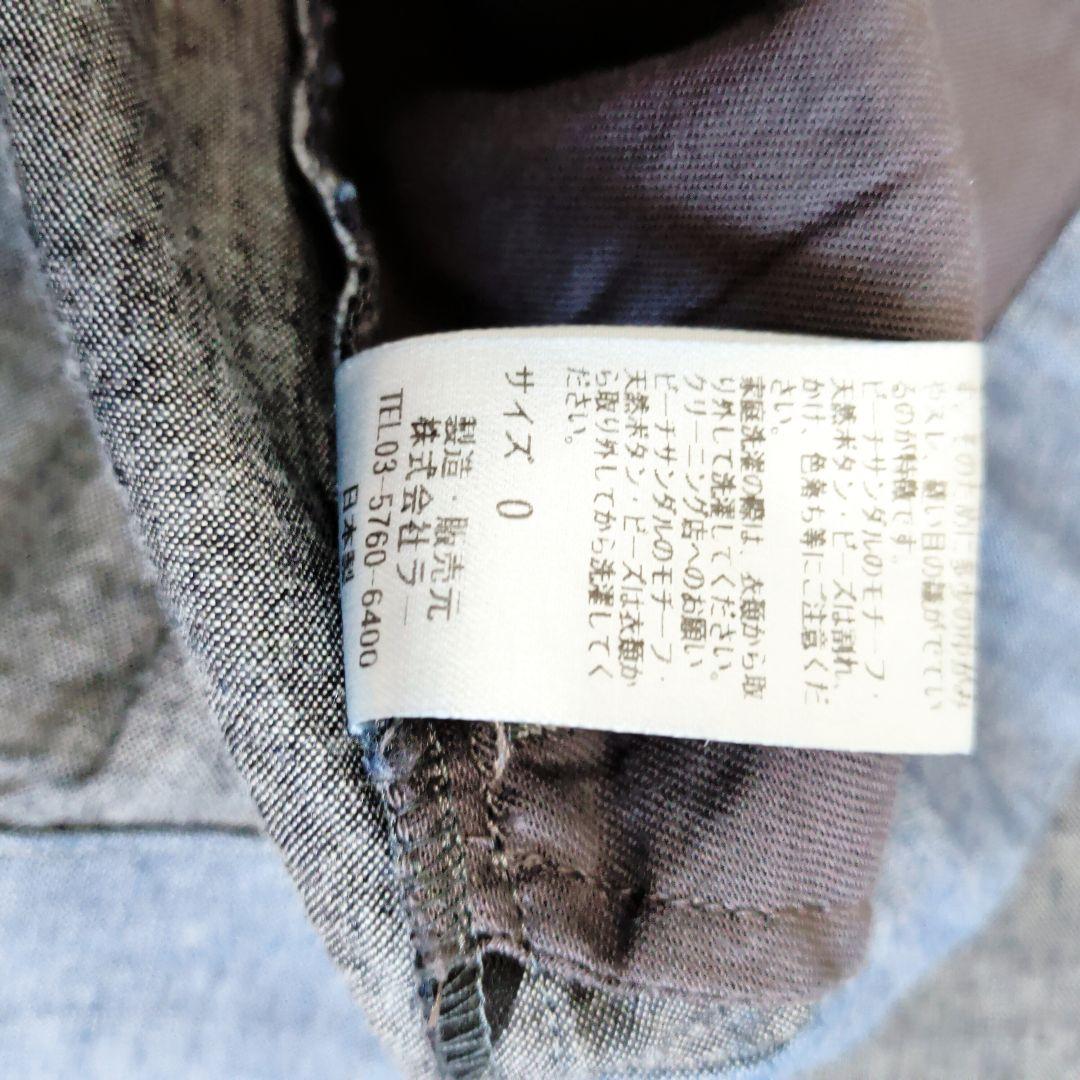 るのが特徴です。
ビーチサンダルのモチーフ・
天然ボタン・ビーズは割れ、
かけ、色落ち等にご注意くだ
さい。
家庭洗濯の際は、衣類から取
り外して洗濯してください。
クリーニング店へのお願い
ビーチサンダルのモチーフ・
天然ボタン・ビーズは衣類か
ら取り外してから洗濯してく
ださい。
サイズ 0
製造・販売元
株式会社ラ
TEL03-5760-6400
日本製